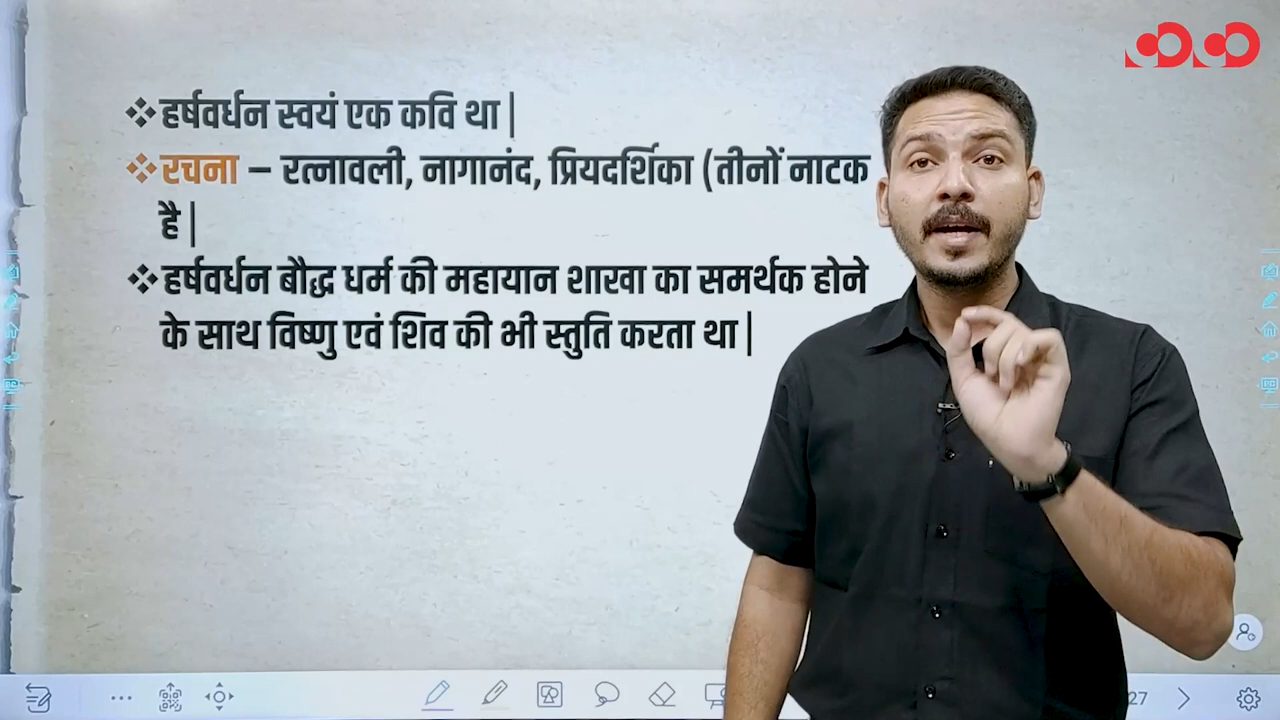 ❖हर्षवर्धन स्वयं एक कवि था |
❖रचना – रत्नावली, नागानंद, प्रियदर्शिका (तीनों नाटक
है |
❖हर्षवर्धन बौद्ध धर्म की महायान शाखा का समर्थक होने
के साथ विष्णु एवं शिव की भी स्तुति करता था |
27